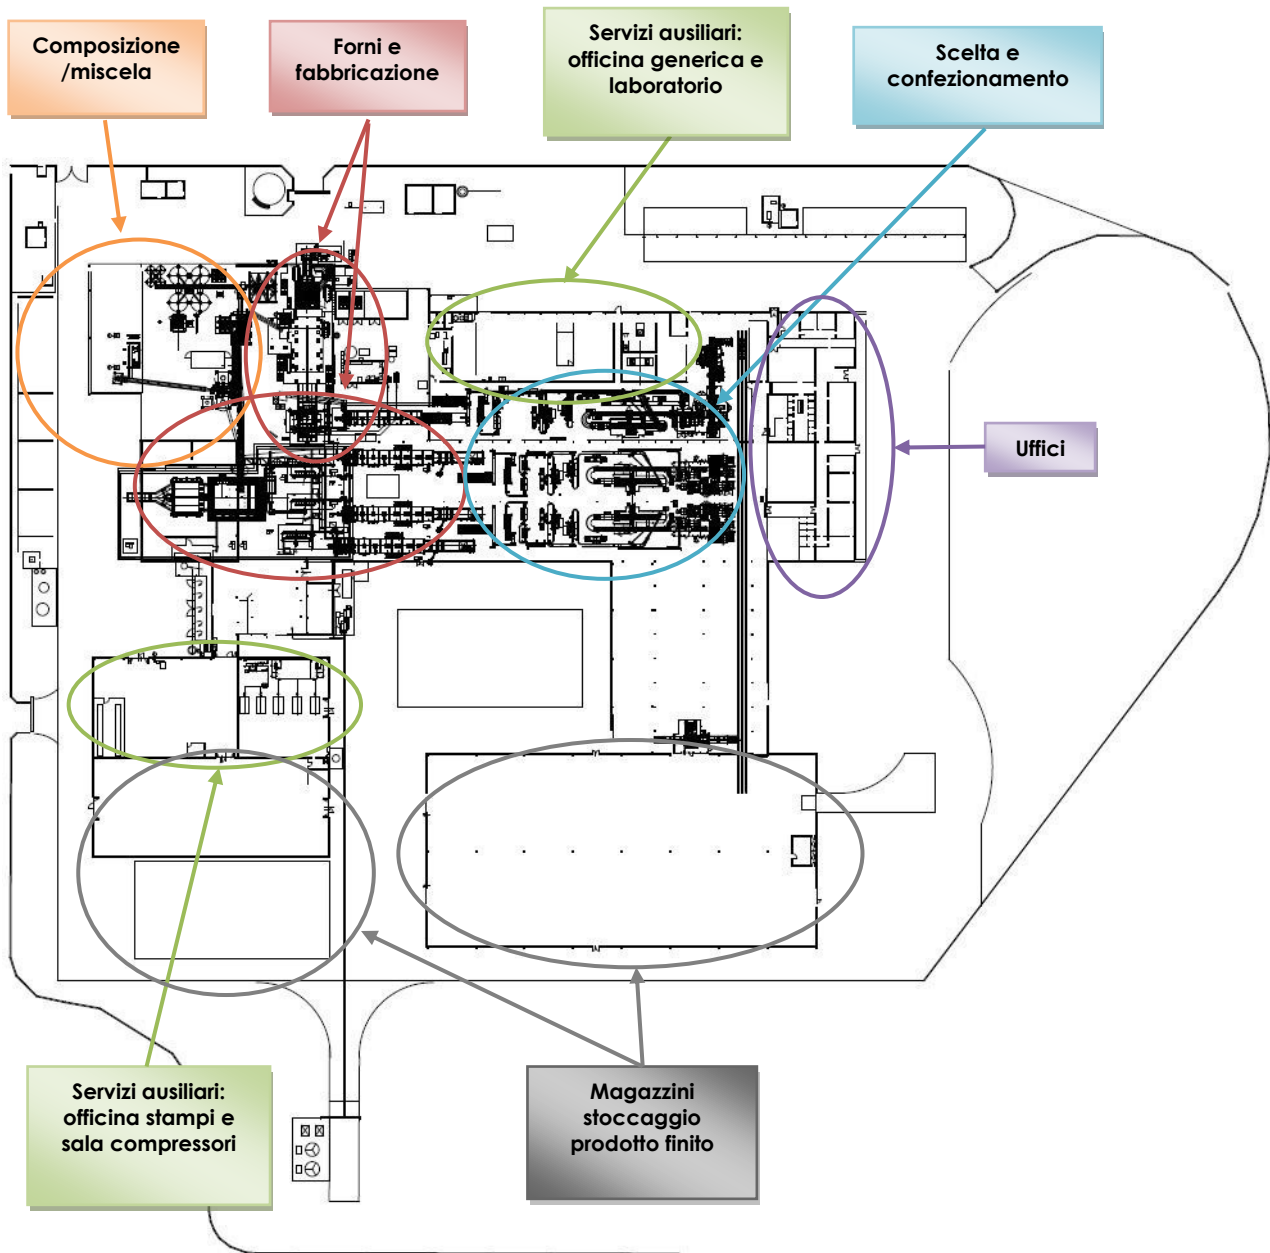 Composizione
/miscela
Forni e
fabbricazione
Servizi ausiliari:
officina generica e
laboratorio
Scelta e
confezionamento
Uffici
Servizi ausiliari:
officina stampi e
sala compressori
Magazzini
stoccaggio
prodotto finito